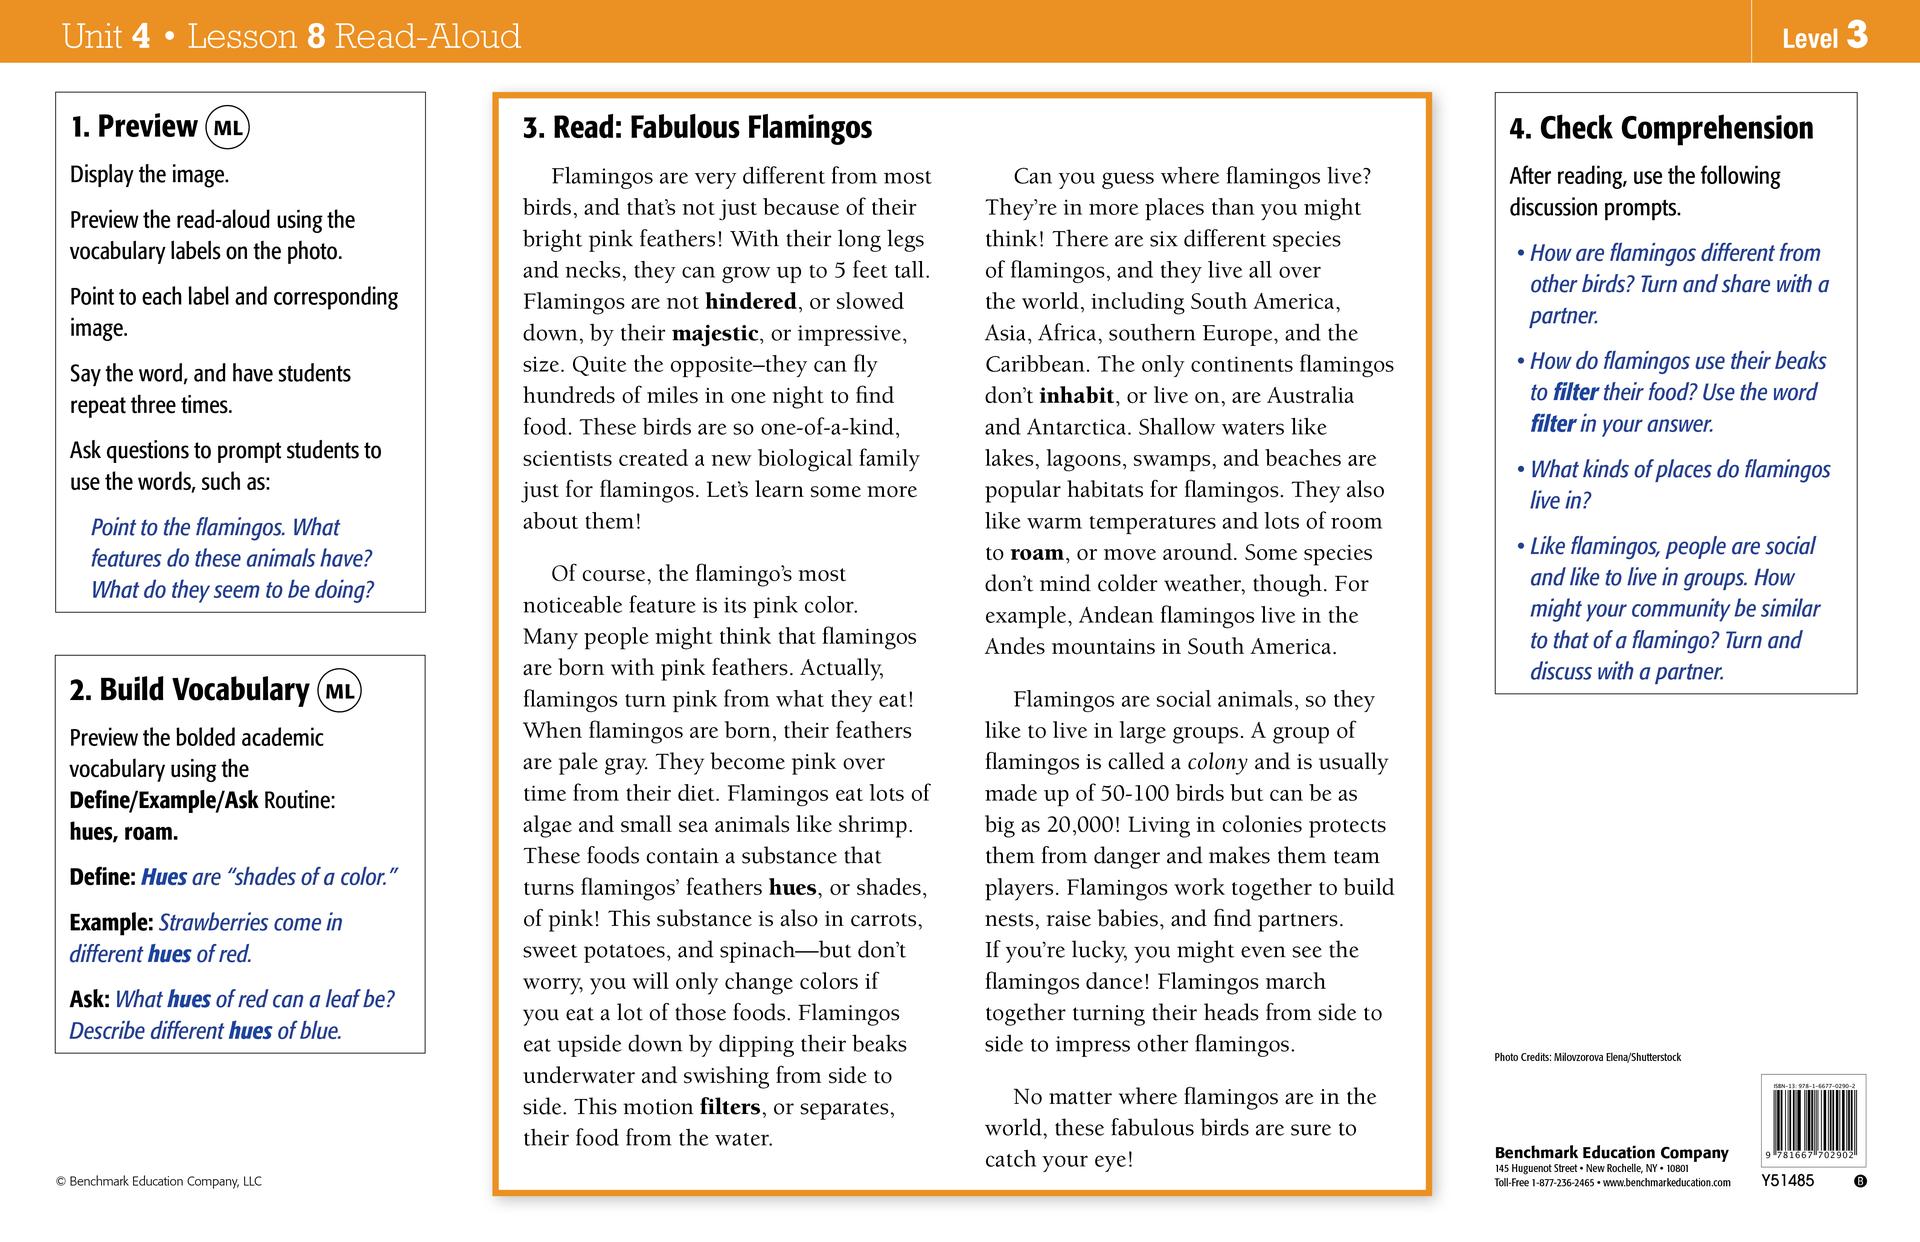 Unit 4 • Lesson 8 Read-Aloud
Level 3
1. Preview ML
Display the image.
Preview the read-aloud using the
vocabulary labels on the photo.
Point to each label and corresponding
image.
Say the word, and have students
repeat three times.
Ask questions to prompt students to
use the words, such as:
Point to the flamingos. What
features do these animals have?
What do they seem to be doing?
2. Build Vocabulary ML
Preview the bolded academic
vocabulary using the
Define/Example/Ask Routine:
hues, roam.
Define: Hues are “shades of a color.”
Example: Strawberries come in
different hues of red.
Ask: What hues of red can a leaf be?
Describe different hues of blue.
© Benchmark Education Company, LLC
3. Read: Fabulous Flamingos
Flamingos are very different from most
birds, and that’s not just because of their
bright pink feathers! With their long legs
and necks, they can grow up to 5 feet tall.
Flamingos are not hindered, or slowed
down, by their majestic, or impressive,
size. Quite the opposite–they can fly
hundreds of miles in one night to find
food. These birds are so one-of-a-kind,
scientists created a new biological family
just for flamingos. Let’s learn some more
about them!
Of course, the flamingo’s most
noticeable feature is its pink color.
Many people might think that flamingos
are born with pink feathers. Actually,
flamingos turn pink from what they eat!
When flamingos are born, their feathers
are pale gray. They become pink over
time from their diet. Flamingos eat lots of
algae and small sea animals like shrimp.
These foods contain a substance that
turns flamingos’ feathers hues, or shades,
of pink! This substance is also in carrots,
sweet potatoes, and spinach—but don’t
worry, you will only change colors if
you eat a lot of those foods. Flamingos
eat upside down by dipping their beaks
underwater and swishing from side to
side. This motion filters, or separates,
their food from the water.
Can you guess where flamingos live?
They’re in more places than you might
think! There are six different species
of flamingos, and they live all over
the world, including South America,
Asia, Africa, southern Europe, and the
Caribbean. The only continents flamingos
don’t inhabit, or live on, are Australia
and Antarctica. Shallow waters like
lakes, lagoons, swamps, and beaches are
popular habitats for flamingos. They also
like warm temperatures and lots of room
to roam, or move around. Some species
don’t mind colder weather, though. For
example, Andean flamingos live in the
Andes mountains in South America.
Flamingos are social animals, so they
like to live in large groups. A group of
flamingos is called a colony and is usually
made up of 50-100 birds but can be as
big as 20,000! Living in colonies protects
them from danger and makes them team
players. Flamingos work together to build
nests, raise babies, and find partners.
If you’re lucky, you might even see the
flamingos dance! Flamingos march
together turning their heads from side to
side to impress other flamingos.
No matter where flamingos are in the
world, these fabulous birds are sure to
catch your eye!
4. Check Comprehension
After reading, use the following
discussion prompts.
• How are flamingos different from
other birds? Turn and share with a
partner.
• How do flamingos use their beaks
to filter their food? Use the word
filter in your answer.
• What kinds of places do flamingos
live in?
• Like flamingos, people are social
and like to live in groups. How
might your community be similar
to that of a flamingo? Turn and
discuss with a partner.
Photo Credits: Milovzorova Elena/Shutterstock
Benchmark Education Company
145 Huguenot Street • New Rochelle, NY • 10801
Toll-Free 1-877-236-2465 • www.benchmarkeducation.com
ISBN-13: 978-1-6677-0290-2
9 781667 702902
Y51485
B